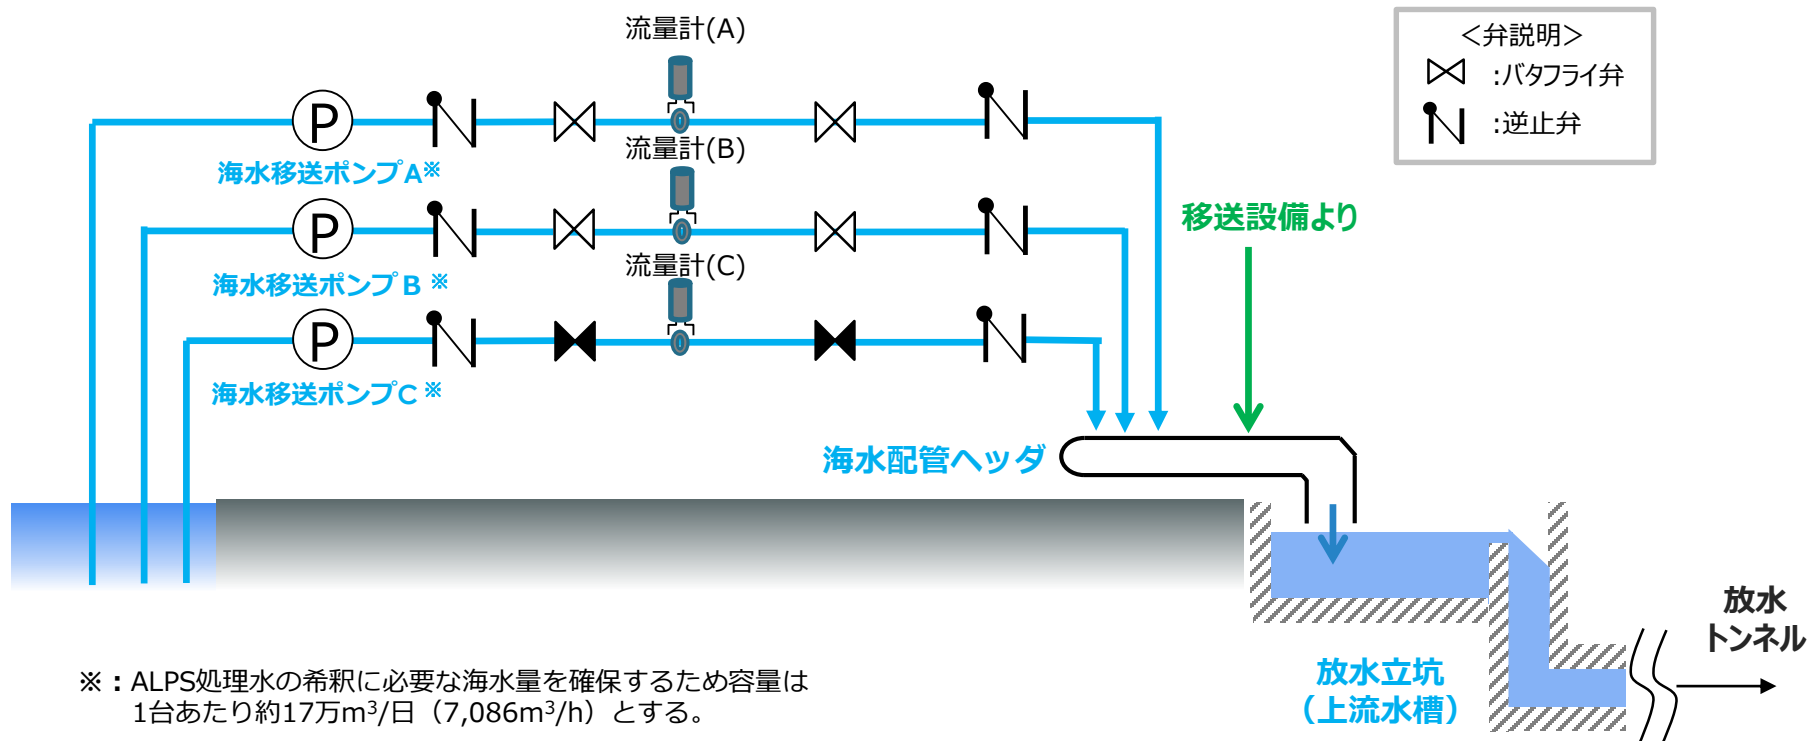 流量計(A)
<弁説明>
:バタフライ弁
:逆止弁
P
海水移送ポンプA※
流量計(B)
P
海水移送ポンプB※
流量計(C)
P
海水移送ポンプC※
移送設備より
海水配管ヘッダ
放水
トンネル
放水立坑
(上流水槽)
※:ALPS処理水の希釈に必要な海水量を確保するため容量は
1台あたり約17万m³/日(7,086m³/h)とする。